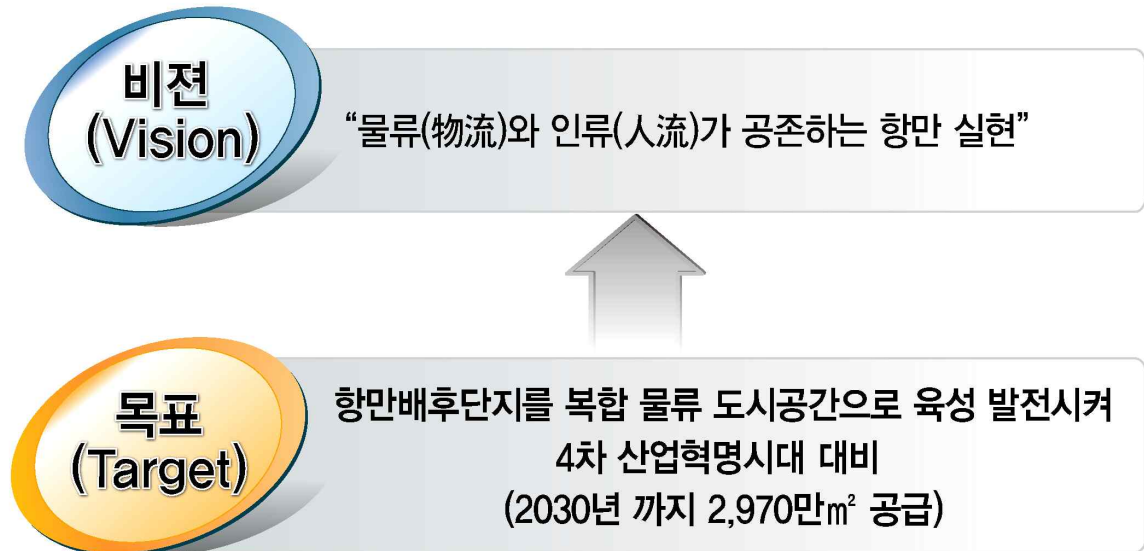 비젼
(Vision)
“물류(物流)와 인류(人流)가 공존하는 항만 실현”
목표
(Target)
항만배후단지를 복합 물류 도시공간으로 육성 발전시켜
4차 산업혁명시대 대비
(2030년 까지 2,970만㎡ 공급)